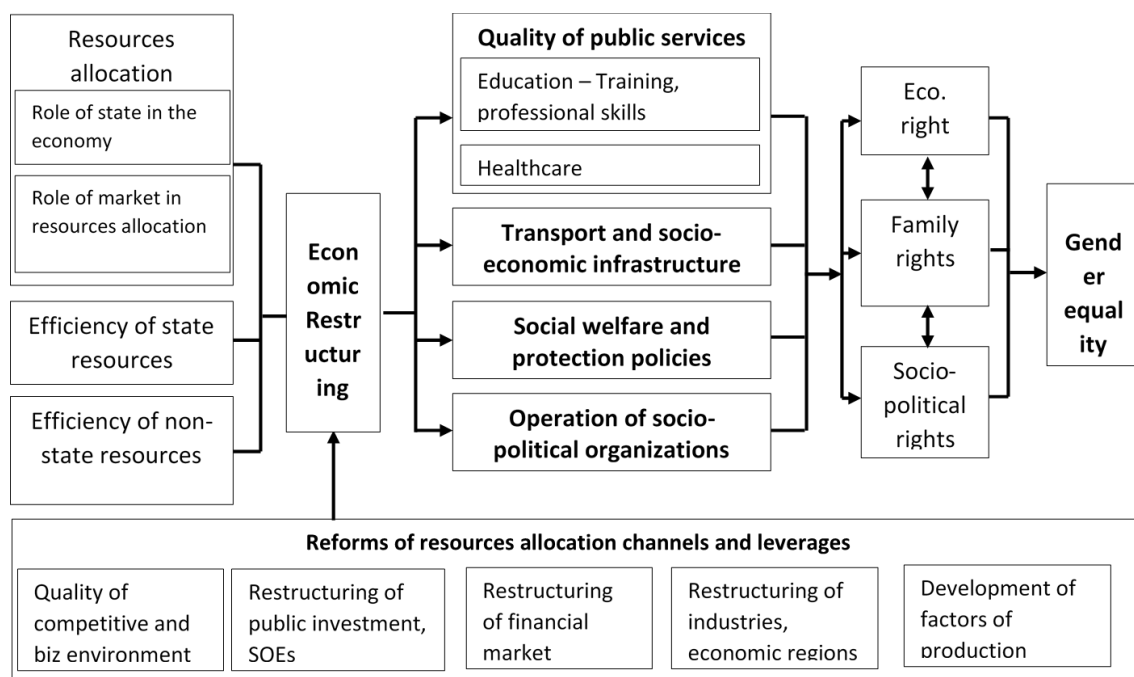 Resources
allocation
Role of state in the
economy
Role of market in
resources allocation
Efficiency of state
resources
Efficiency of non-
state resources
Econ
omic
Restr
uctur
ing
Quality of public services
Education – Training,
professional skills
Healthcare
Transport and socio-
economic infrastructure
Social welfare and
protection policies
Operation of socio-
political organizations
Eco.
right
Family
rights
Socio-
political
rights
Gend
er
equal
ity
Reforms of resources allocation channels and leverages
Quality of
competitive and
biz environment
Restructuring of
public investment,
SOEs
Restructuring
of financial
market
Restructuring of
industries,
economic regions
Development of
factors of
production